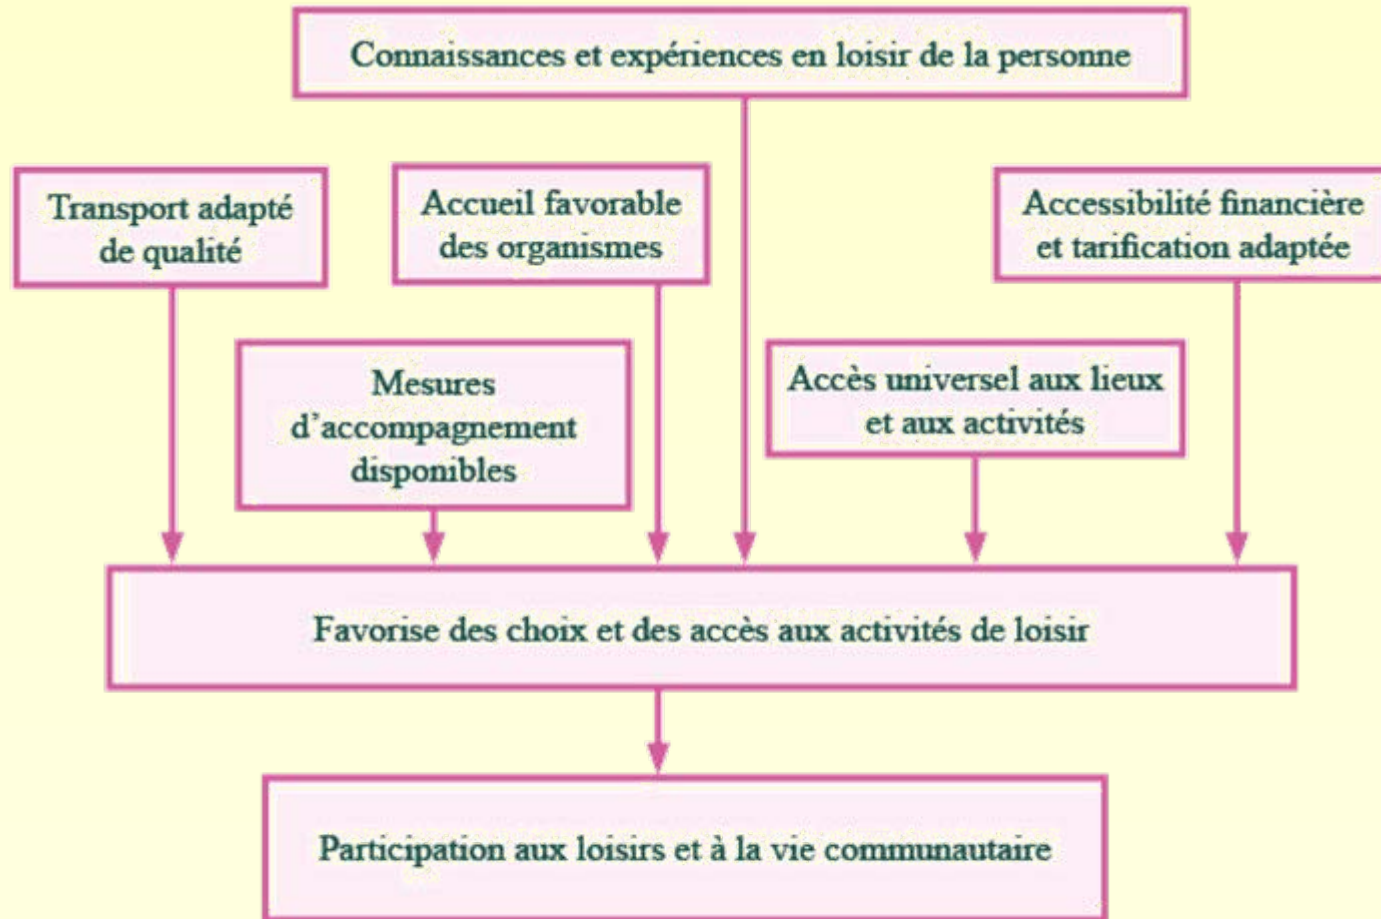 Connaissances et expériences en loisir de la personne
Transport adapté
de qualité
Accueil favorable
des organismes
Accessibilité financière
et tarification adaptée
Mesures
d'accompagnement
disponibles
Accès universel aux lieux
et aux activités
Favorise des choix et des accès aux activités de loisir
Participation aux loisirs et à la vie communautaire